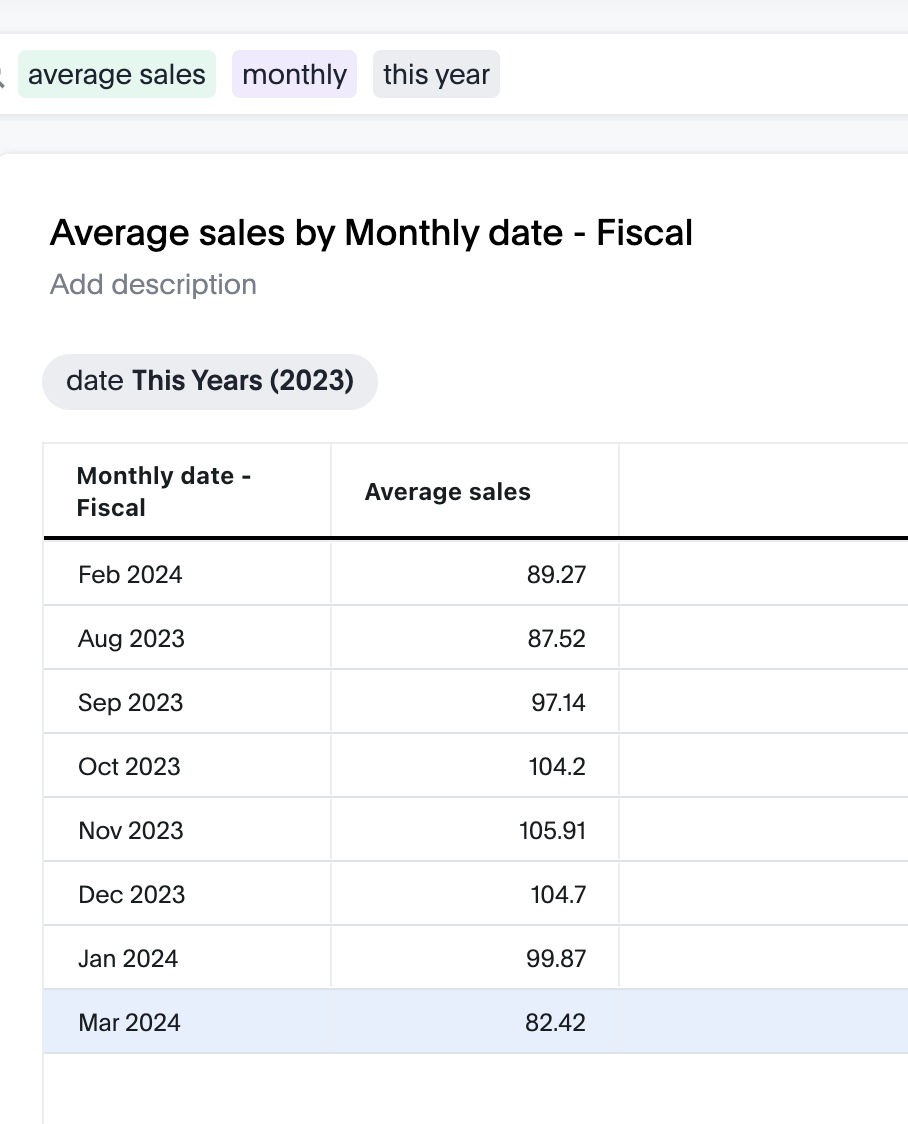 average sales monthly this year
Average sales by Monthly date - Fiscal
Add description
date This Years (2023)
Monthly date -
Fiscal
Average sales
Feb 2024 89.27
Aug 2023 87.52
Sep 2023 97.14
Oct 2023 104.2
Nov 2023 105.91
Dec 2023 104.7
Jan 2024 99.87
Mar 2024 82.42